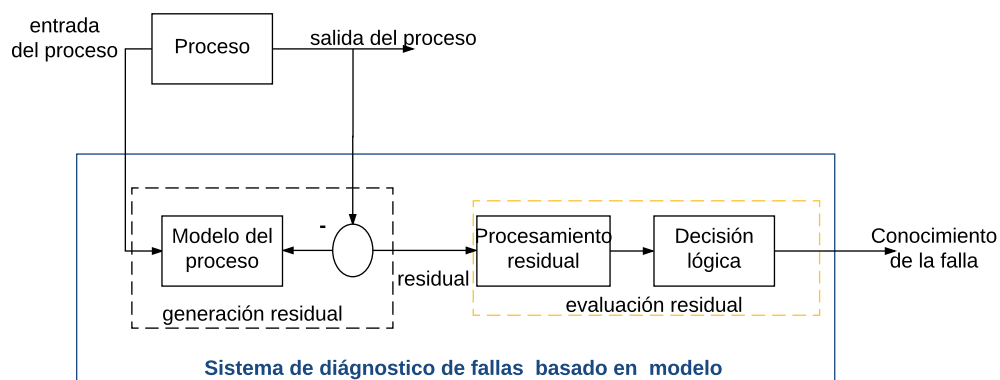 entrada
del proceso
Proceso
salida del proceso
-
Modelo del
proceso
generación residual
residual
Procesamiento
residual
Decisión
lógica
evaluación residual
Conocimiento
de la falla
Sistema de diágnostico de fallas basado en modelo